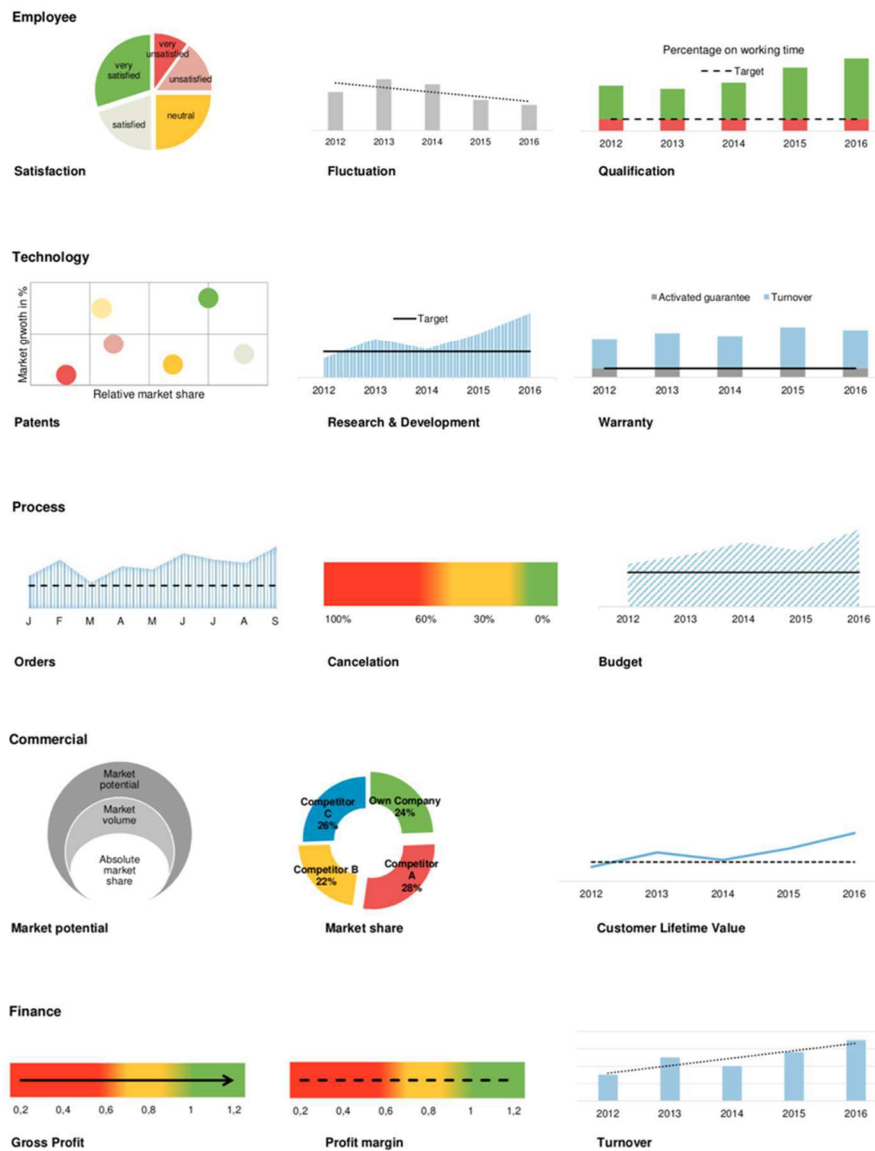 Employee
very
satisfied
very
unsatisfied
unsatisfied
satisfied
neutral
2012 2013 2014 2015 2016
Percentage on working time
Target
2012 2013 2014 2015 2016
Satisfaction
Fluctuation
Qualification
Technology
Market grwoth in %
Relative market share
Target
2012 2013 2014 2015 2016
Activated guarantee Turnover
2012 2013 2014 2015 2016
Patents
Research & Development
Warranty
Process
J F M A M J J A S
100% 60% 30% 0%
2012 2013 2014 2015 2016
Orders
Cancelation
Budget
Commercial
Market
potential
Market
volume
Absolute
market
share
Competitor
C
26%
Own Company
24%
Competitor B
22%
Competitor
A
28%
2012 2013 2014 2015 2016
Market potential
Market share
Customer Lifetime Value
Finance
0,2 0,4 0,6 0,8 1 1,2
0,2 0,4 0,6 0,8 1 1,2
2012 2013 2014 2015 2016
Gross Profit
Profit margin
Turnover